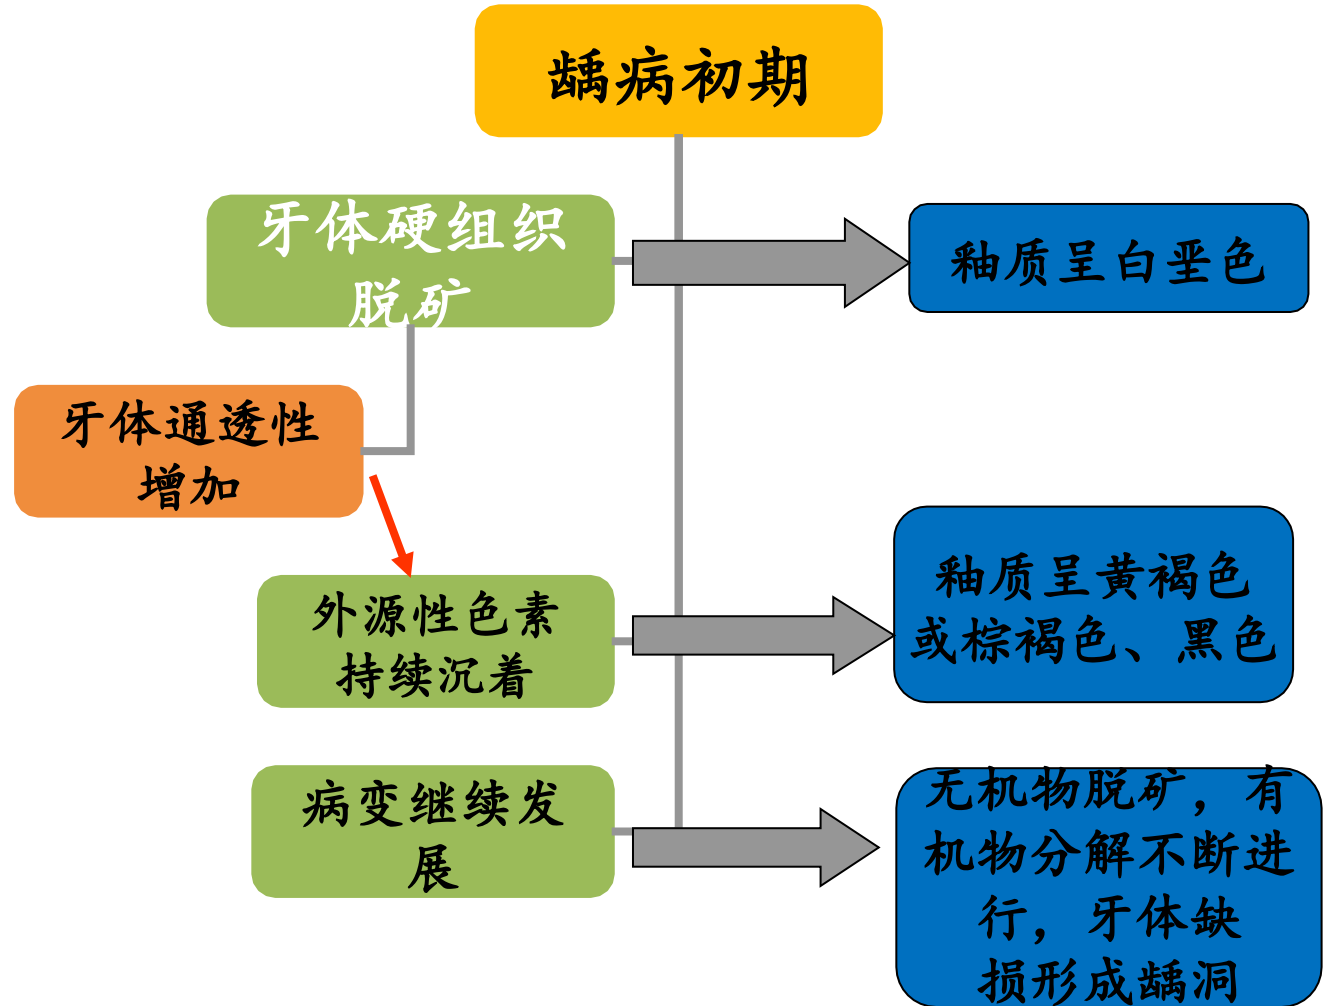 龋病初期
牙体硬组织
脱矿
釉质呈白垩色
牙体通透性
增加
外源性色素
持续沉着
釉质呈黄褐色
或棕褐色、黑色
病变继续发
展
无机物脱矿，有
机物分解不断进
行，牙体缺
损形成龋洞